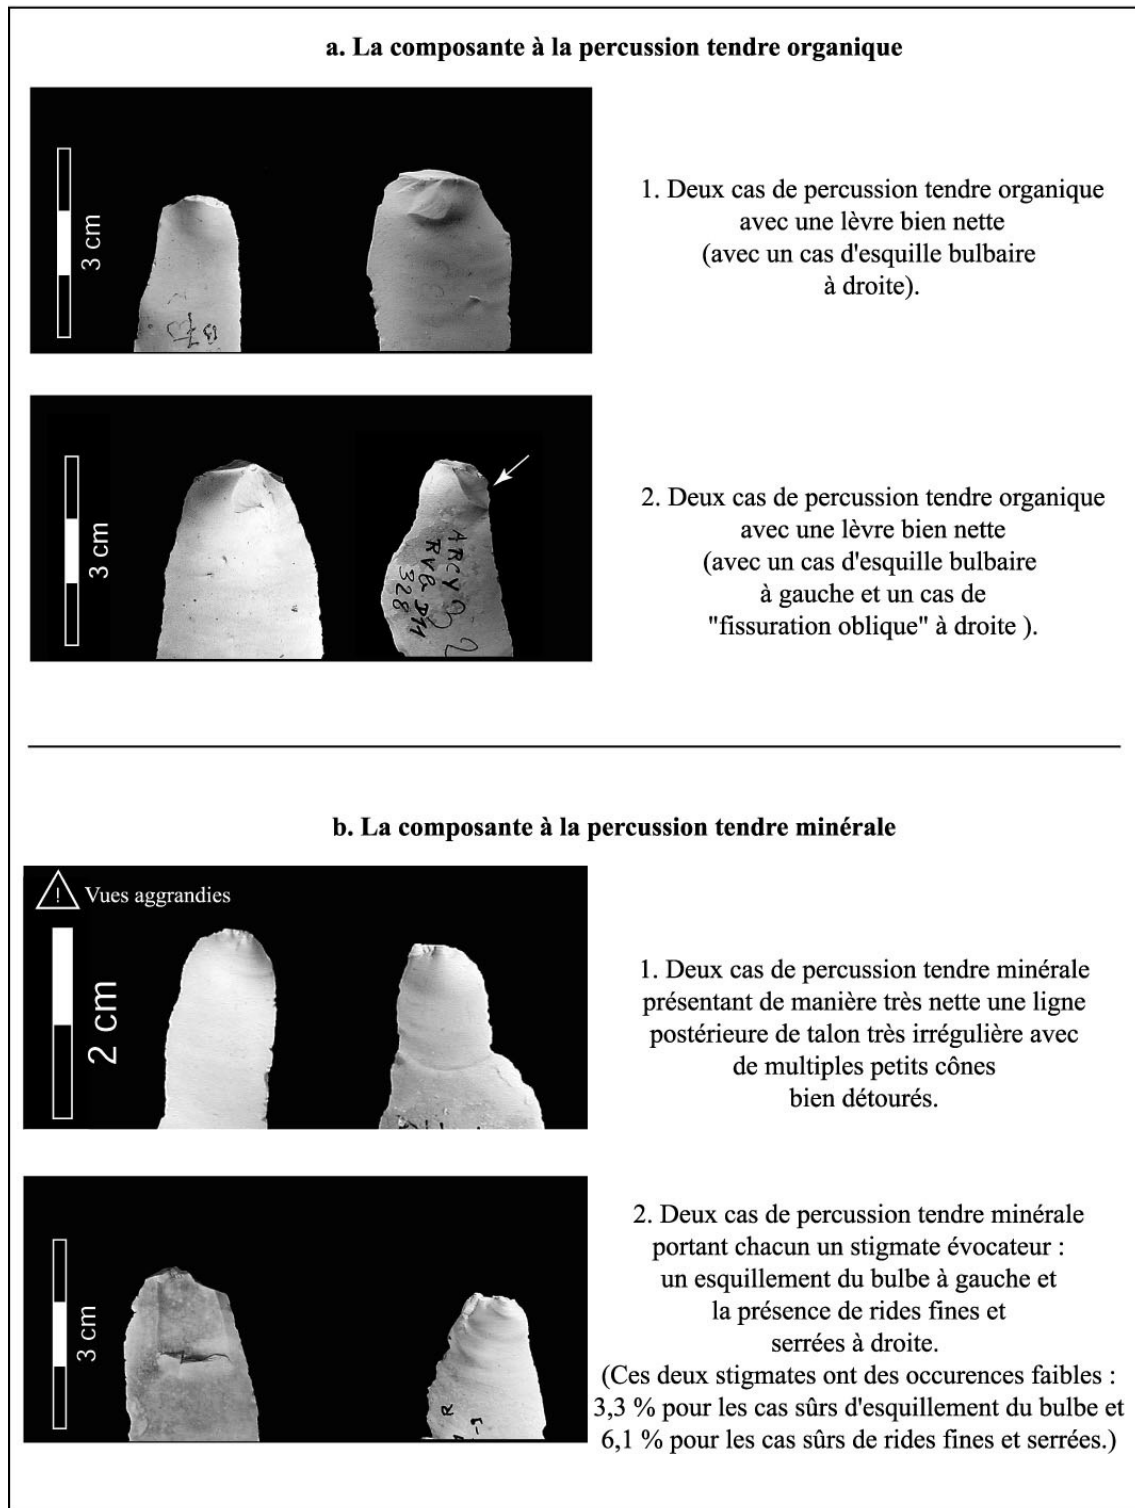 a. La composante à la percussion tendre organique
3 cm
1. Deux cas de percussion tendre organique
avec une lèvre bien nette
(avec un cas d'esquille bulbaire
à droite).
3 cm
ARCY
RVB D11
328
2. Deux cas de percussion tendre organique
avec une lèvre bien nette
(avec un cas d'esquille bulbaire
à gauche et un cas de
"fissuration oblique" à droite ).
b. La composante à la percussion tendre minérale
! Vues aggrandies
2 cm
1. Deux cas de percussion tendre minérale
présentant de manière très nette une ligne
postérieure de talon très irrégulière avec
de multiples petits cônes
bien détourés.
3 cm
R
2. Deux cas de percussion tendre minérale
portant chacun un stigmate évocateur :
un esquillement du bulbe à gauche et
la présence de rides fines et
serrées à droite.
(Ces deux stigmates ont des occurences faibles :
3,3 % pour les cas sûrs d'esquillement du bulbe et
6,1 % pour les cas sûrs de rides fines et serrées.)